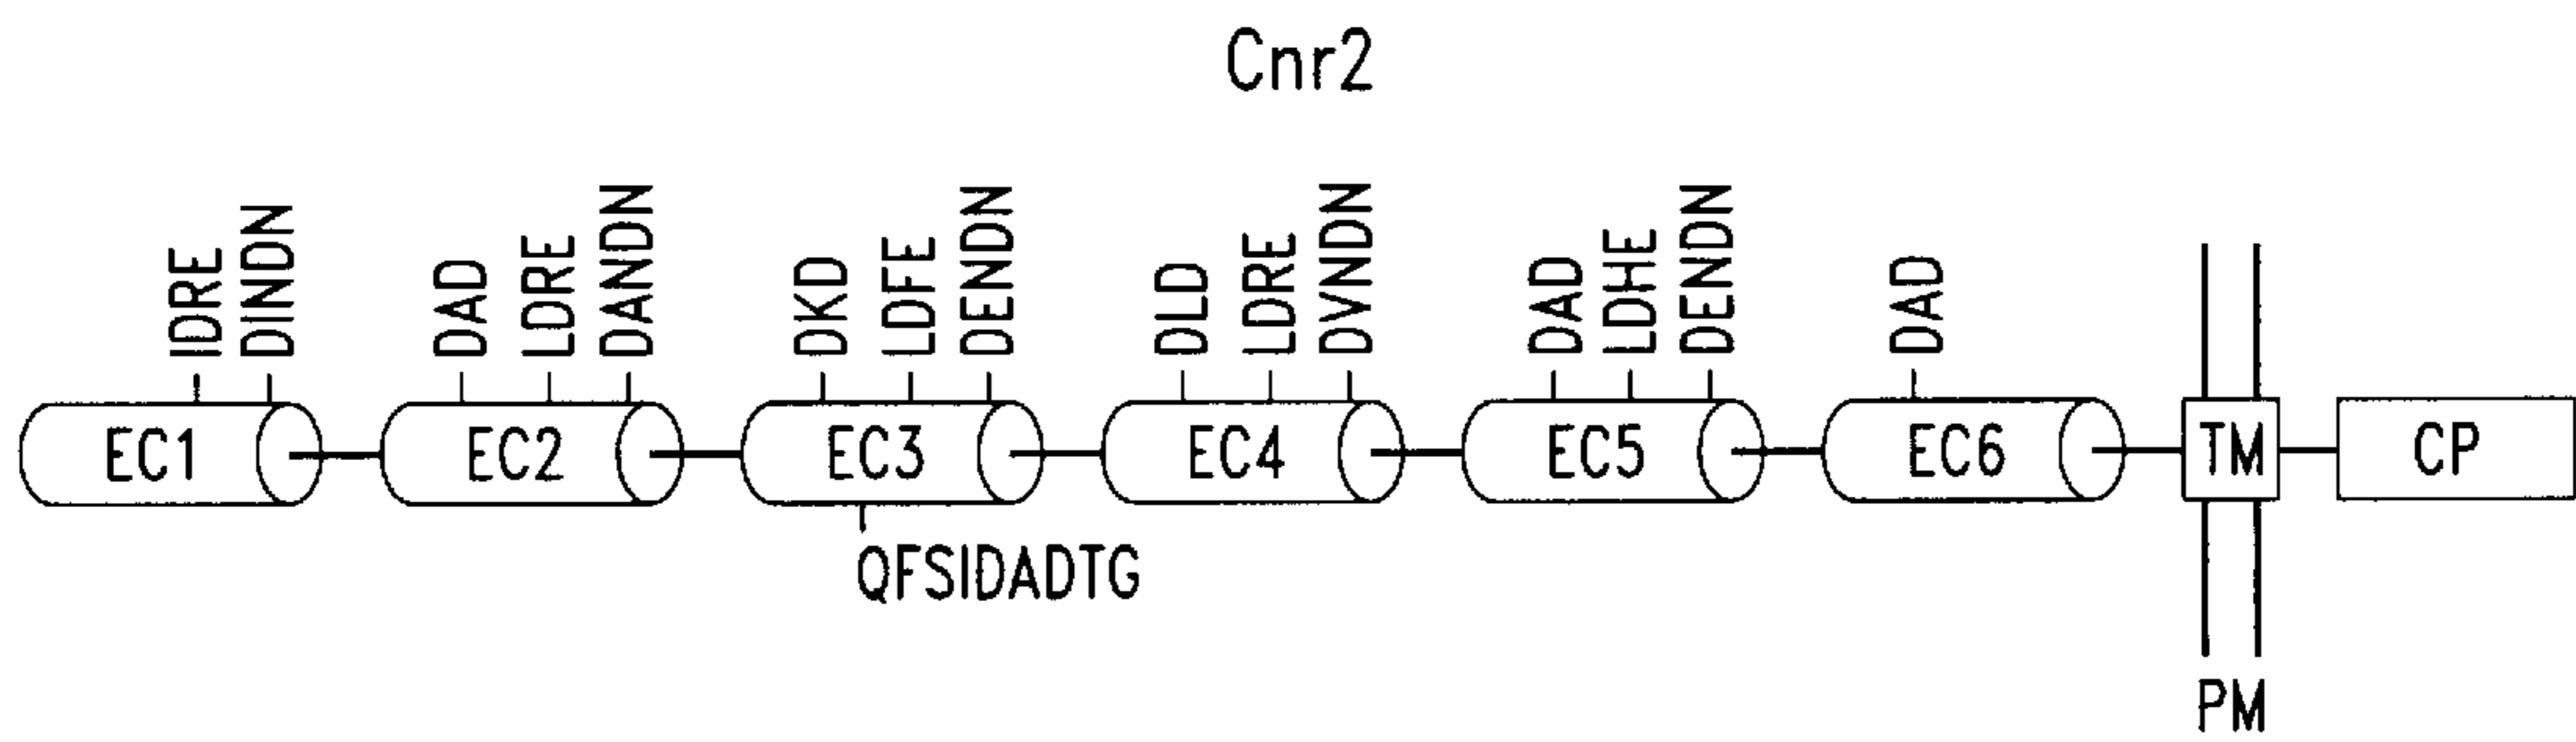 Cnr2
IDRE
DINDN
DAD
LDRE
DANDN
DKD
LDFE
DENDN
DLD
LDRE
DVNDN
DAD
LDHE
DENDN
DAD
EC1
EC2
EC3
EC4
EC5
EC6
TM
CP
QFSIDADTG
PM